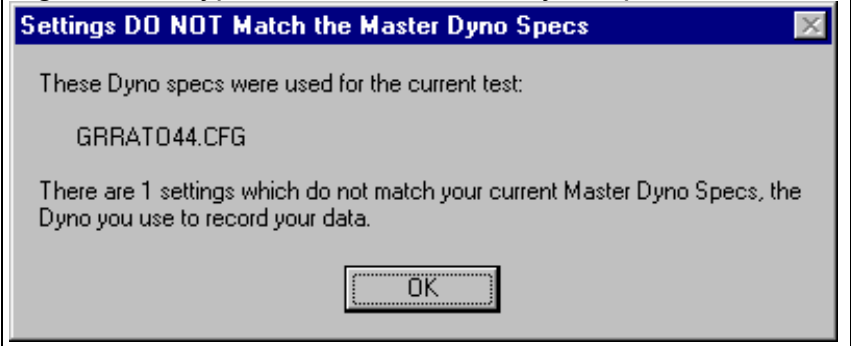 Settings DO NOT Match the Master Dyno Specs
These Dyno specs were used for the current test:
GRRATO44.CFG
There are 1 settings which do not match your current Master Dyno Specs, the
Dyno you use to record your data.
OK